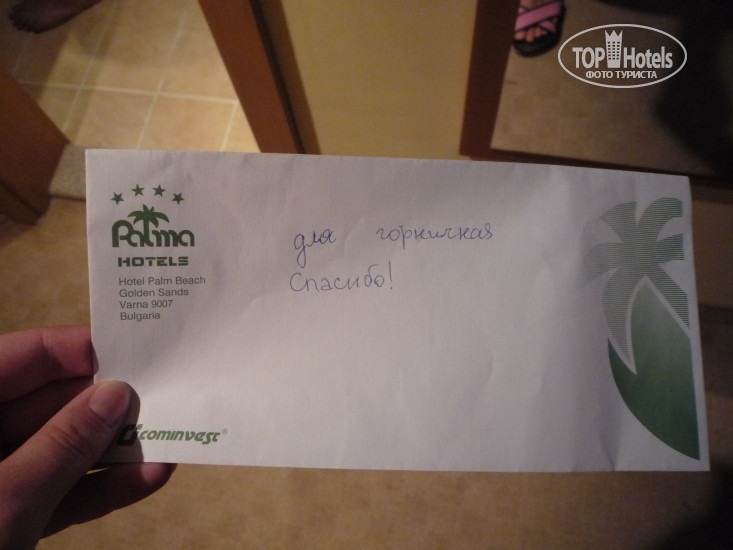 TOP Hotels
ФОТО ТУРИСТА
Palma
HOTELS
Hotel Palm Beach
Golden Sands
Varna 9007
Bulgaria
для горничная
Спасибо!
cominvest®